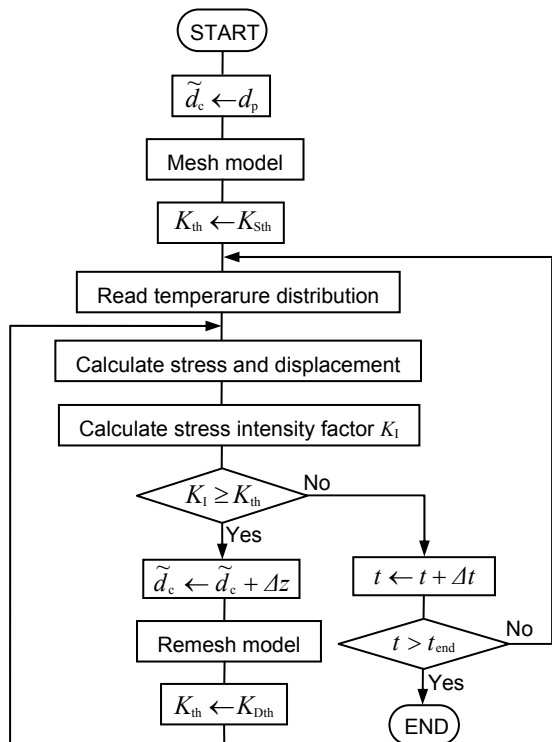 START
d̃c ← dp
Mesh model
Kth ← KSth
Read temperarure distribution
Calculate stress and displacement
Calculate stress intensity factor KI
KI ≥ Kth
No
Yes
d̃c ← d̃c + Δz
t ← t + Δt
Remesh model
t > tend
No
Yes
Kth ← KDth
END